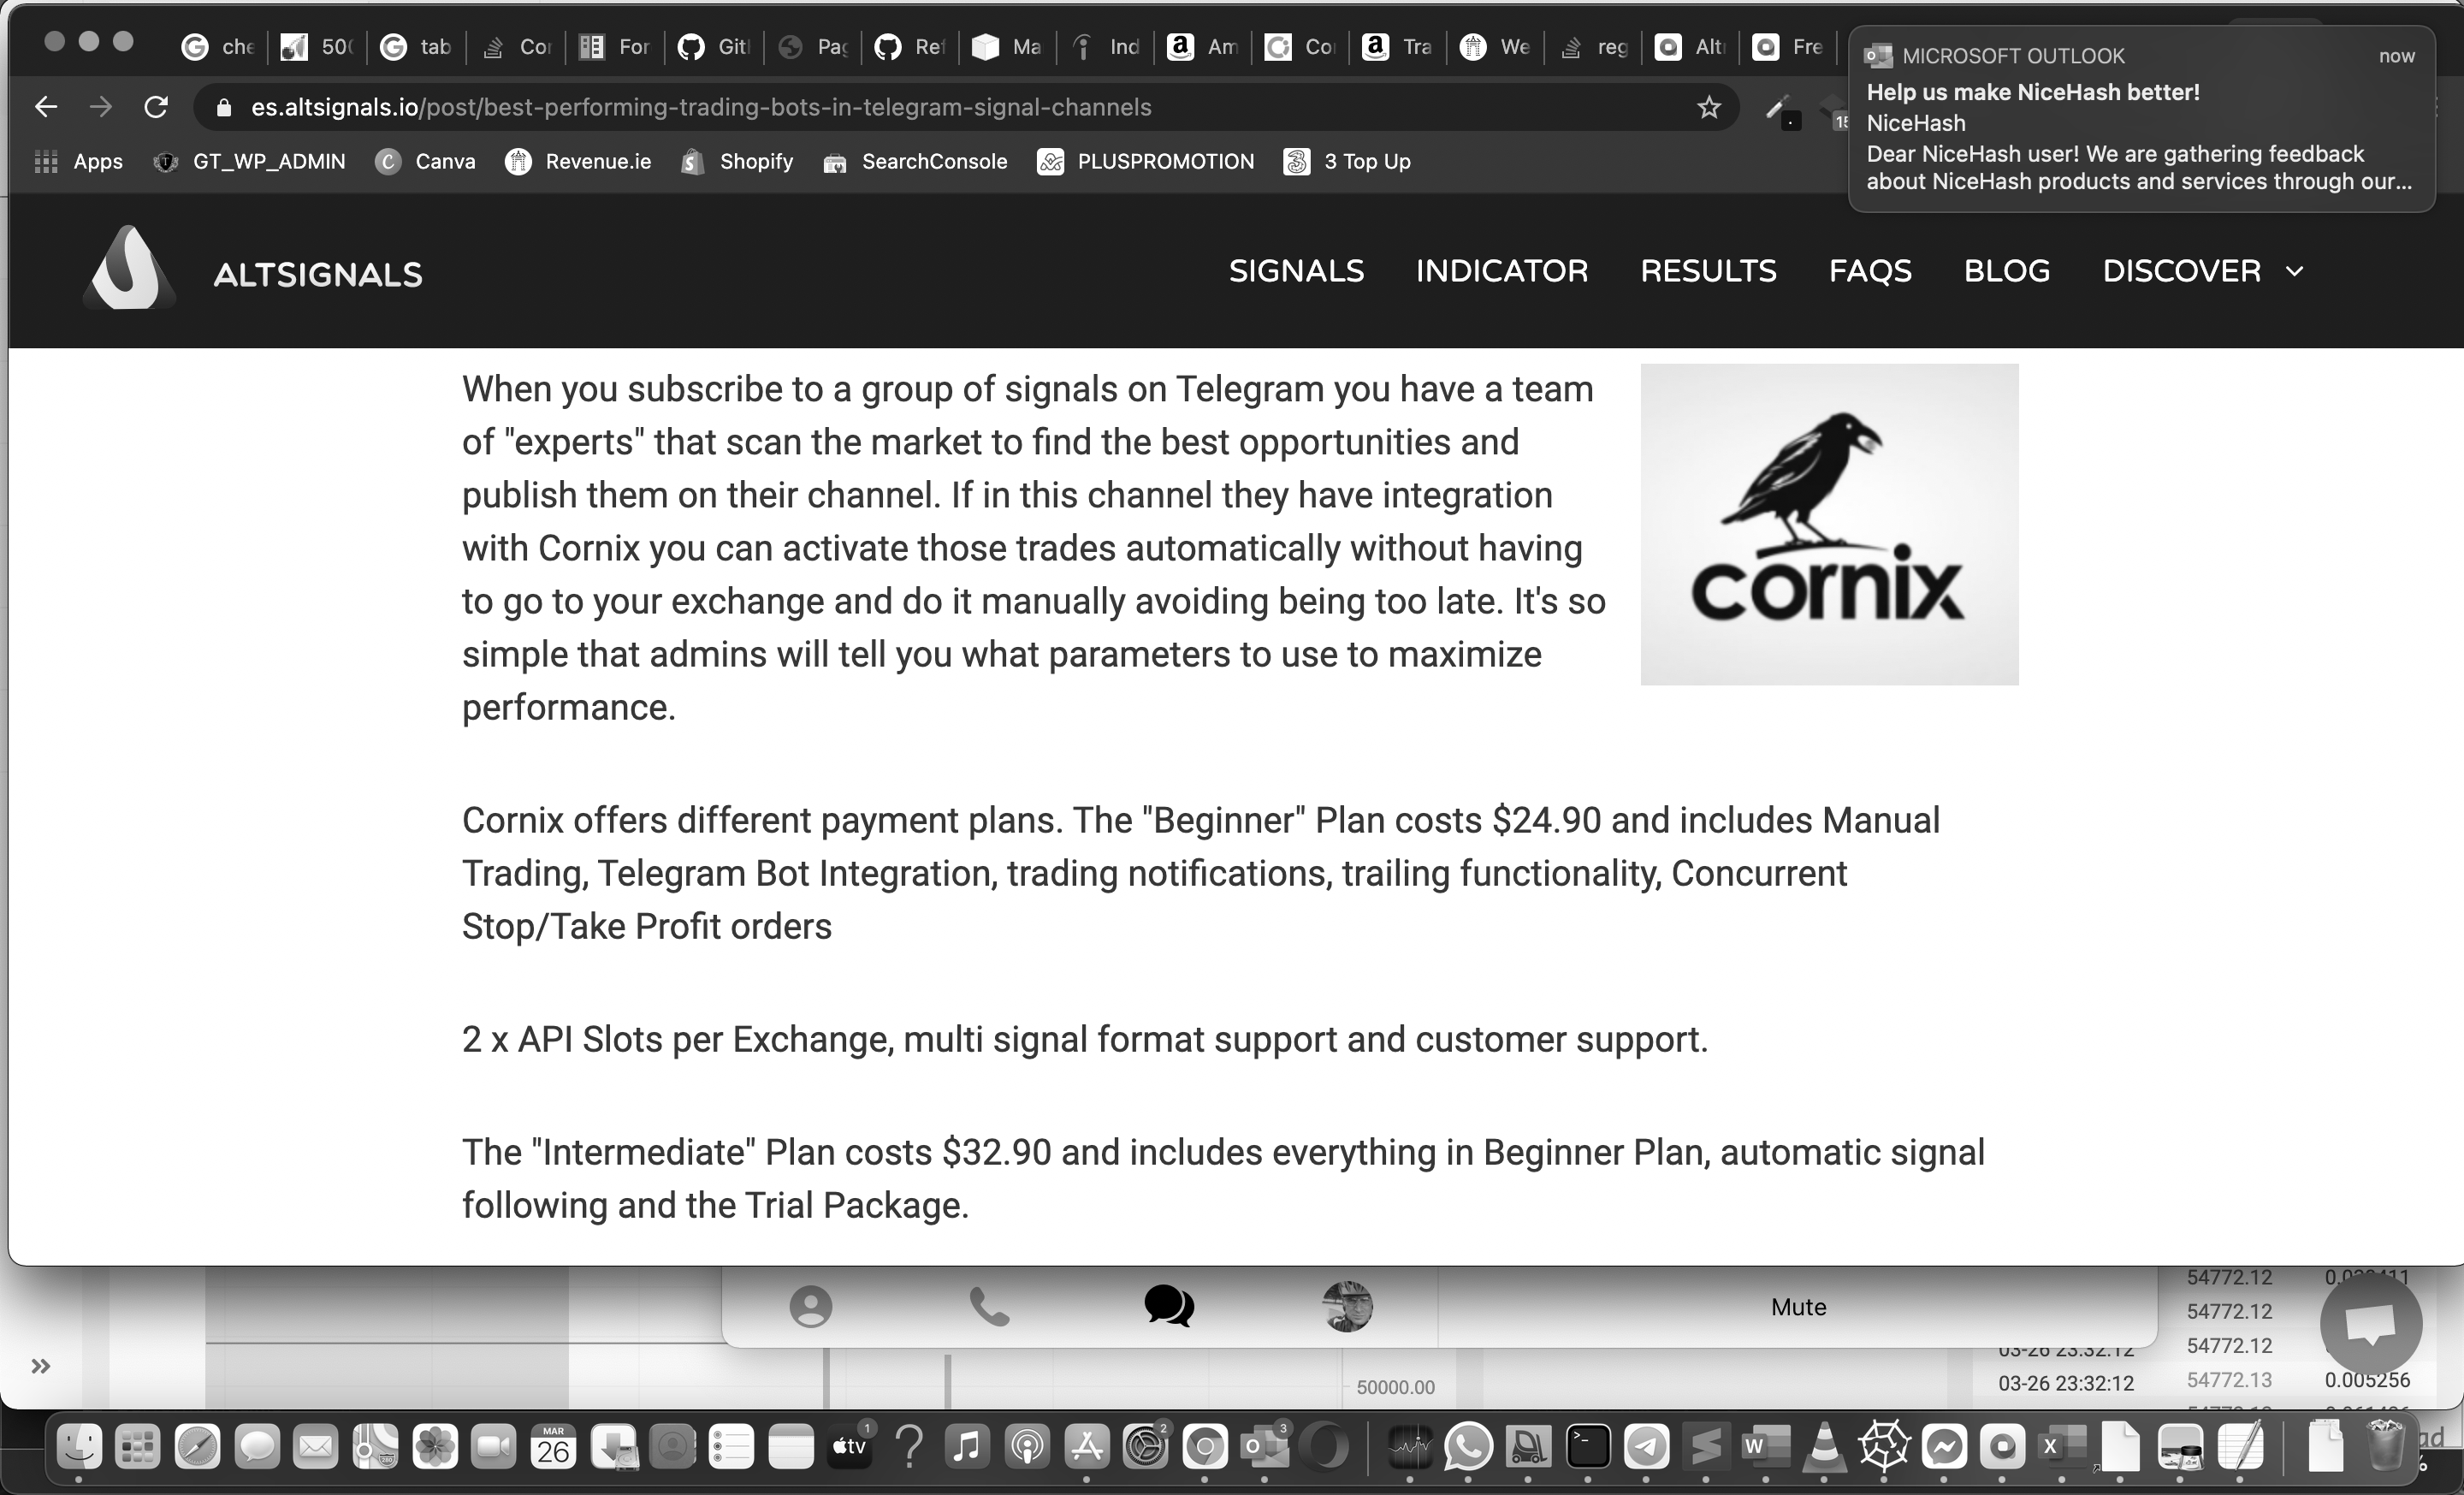 che
500
tab
Cor
For
Git
Pag
Ref
Ma
Ind
Am
Co
Tra
We
reg
Alt
Fre
MICROSOFT OUTLOOK
now
Help us make NiceHash better!
NiceHash
Dear NiceHash user! We are gathering feedback
about NiceHash products and services through our...
es.altsignals.io/post/best-performing-trading-bots-in-telegram-signal-channels
Apps
GT_WP_ADMIN
Canva
Revenue.ie
Shopify
SearchConsole
PLUSPROMOTION
3 Top Up
ALTSIGNALS
SIGNALS
INDICATOR
RESULTS
FAQS
BLOG
DISCOVER
When you subscribe to a group of signals on Telegram you have a team
of "experts" that scan the market to find the best opportunities and
publish them on their channel. If in this channel they have integration
with Cornix you can activate those trades automatically without having
to go to your exchange and do it manually avoiding being too late. It's so
simple that admins will tell you what parameters to use to maximize
performance.
cornix
Cornix offers different payment plans. The "Beginner" Plan costs $24.90 and includes Manual
Trading, Telegram Bot Integration, trading notifications, trailing functionality, Concurrent
Stop/Take Profit orders
2 x API Slots per Exchange, multi signal format support and customer support.
The "Intermediate" Plan costs $32.90 and includes everything in Beginner Plan, automatic signal
following and the Trial Package.
54772.12
54772.12
Mute
54772.12
03-26 23:32:12
03-26 23:32:12 54772.13 0.005256
50000.00
MAR
26
tv
1
2
3